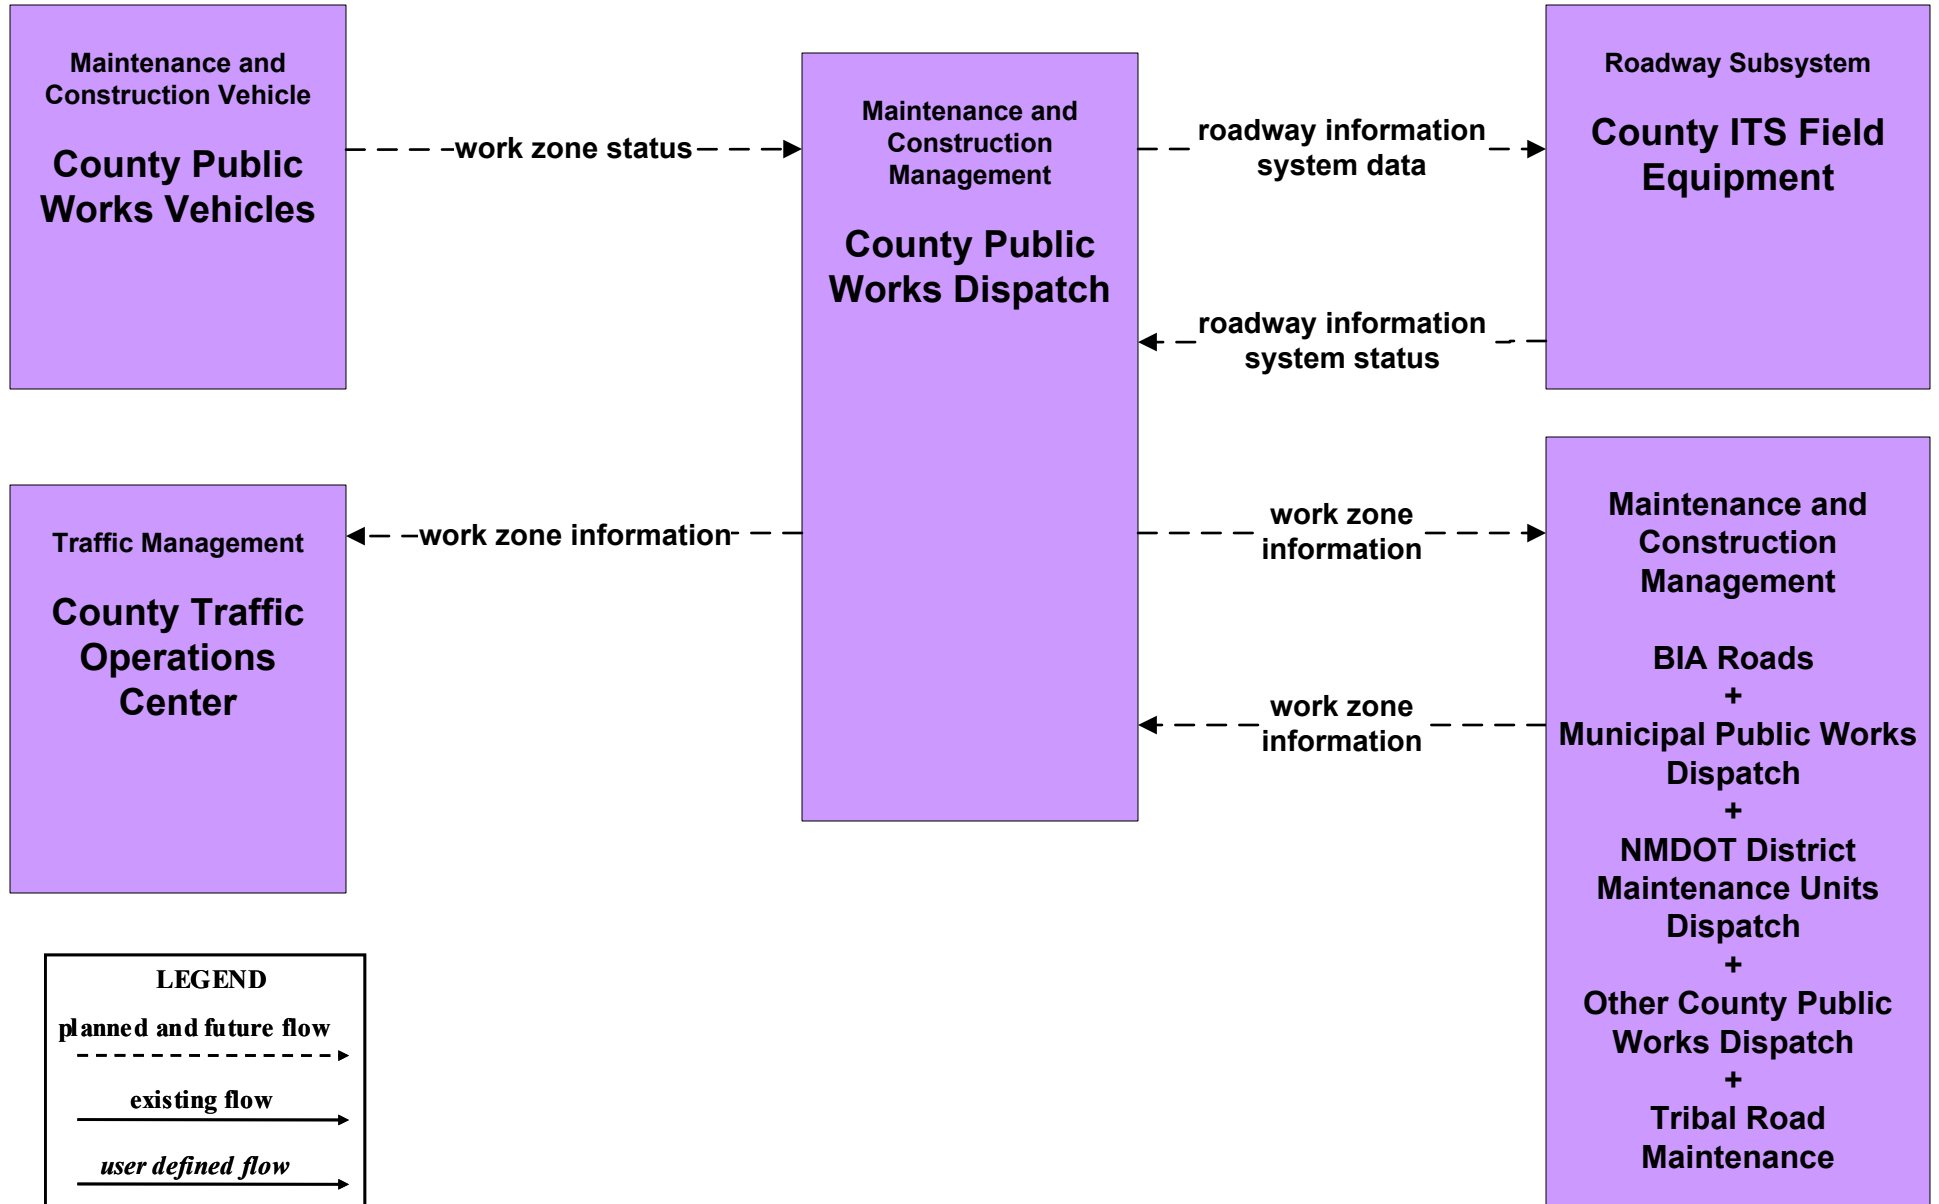 Maintenance and
Construction Vehicle
County Public
Works Vehicles
work zone status
Maintenance and
Construction
Management
County Public
Works Dispatch
roadway information
system data
Roadway Subsystem
County ITS Field
Equipment
roadway information
system status
Traffic Management
County Traffic
Operations
Center
work zone information
work zone
information
work zone
information
Maintenance and
Construction
Management
BIA Roads
+
Municipal Public Works
Dispatch
+
NMDOT District
Maintenance Units
Dispatch
+
Other County Public
Works Dispatch
+
Tribal Road
Maintenance
LEGEND
planned and future flow
existing flow
user defined flow